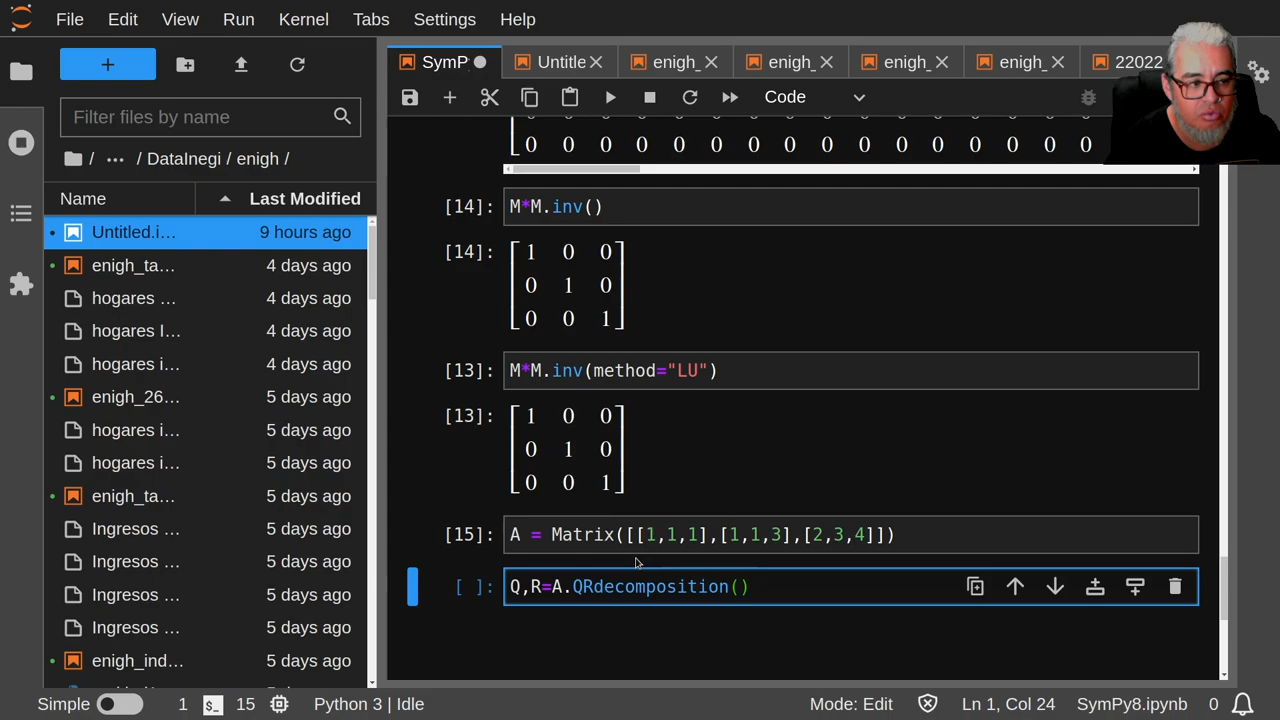 File Edit View Run Kernel Tabs Settings Help
SymP Untitle enigh_ enigh_ enigh_ enigh_ 22022
Code
Filter files by name
/ ... / DataInegi / enigh /
Name Last Modified
Untitled.i… 9 hours ago
enigh_ta… 4 days ago
hogares … 4 days ago
hogares I… 4 days ago
hogares i… 4 days ago
enigh_26… 5 days ago
hogares i… 5 days ago
hogares i… 5 days ago
enigh_ta… 5 days ago
Ingresos … 5 days ago
Ingresos … 5 days ago
Ingresos … 5 days ago
Ingresos … 5 days ago
enigh_ind… 5 days ago
0 0 0 0 0 0 0 0 0 0 0 0 0 0 0 0
[14]: M*M.inv()
[14]: 1 0 0
0 1 0
0 0 1
[13]: M*M.inv(method="LU")
[13]: 1 0 0
0 1 0
0 0 1
[15]: A = Matrix([[1,1,1],[1,1,3],[2,3,4]])
[ ]: Q,R=A.QRdecomposition()
Simple 1 $_ 15 Python 3 | Idle Mode: Edit Ln 1, Col 24 SymPy8.ipynb 0